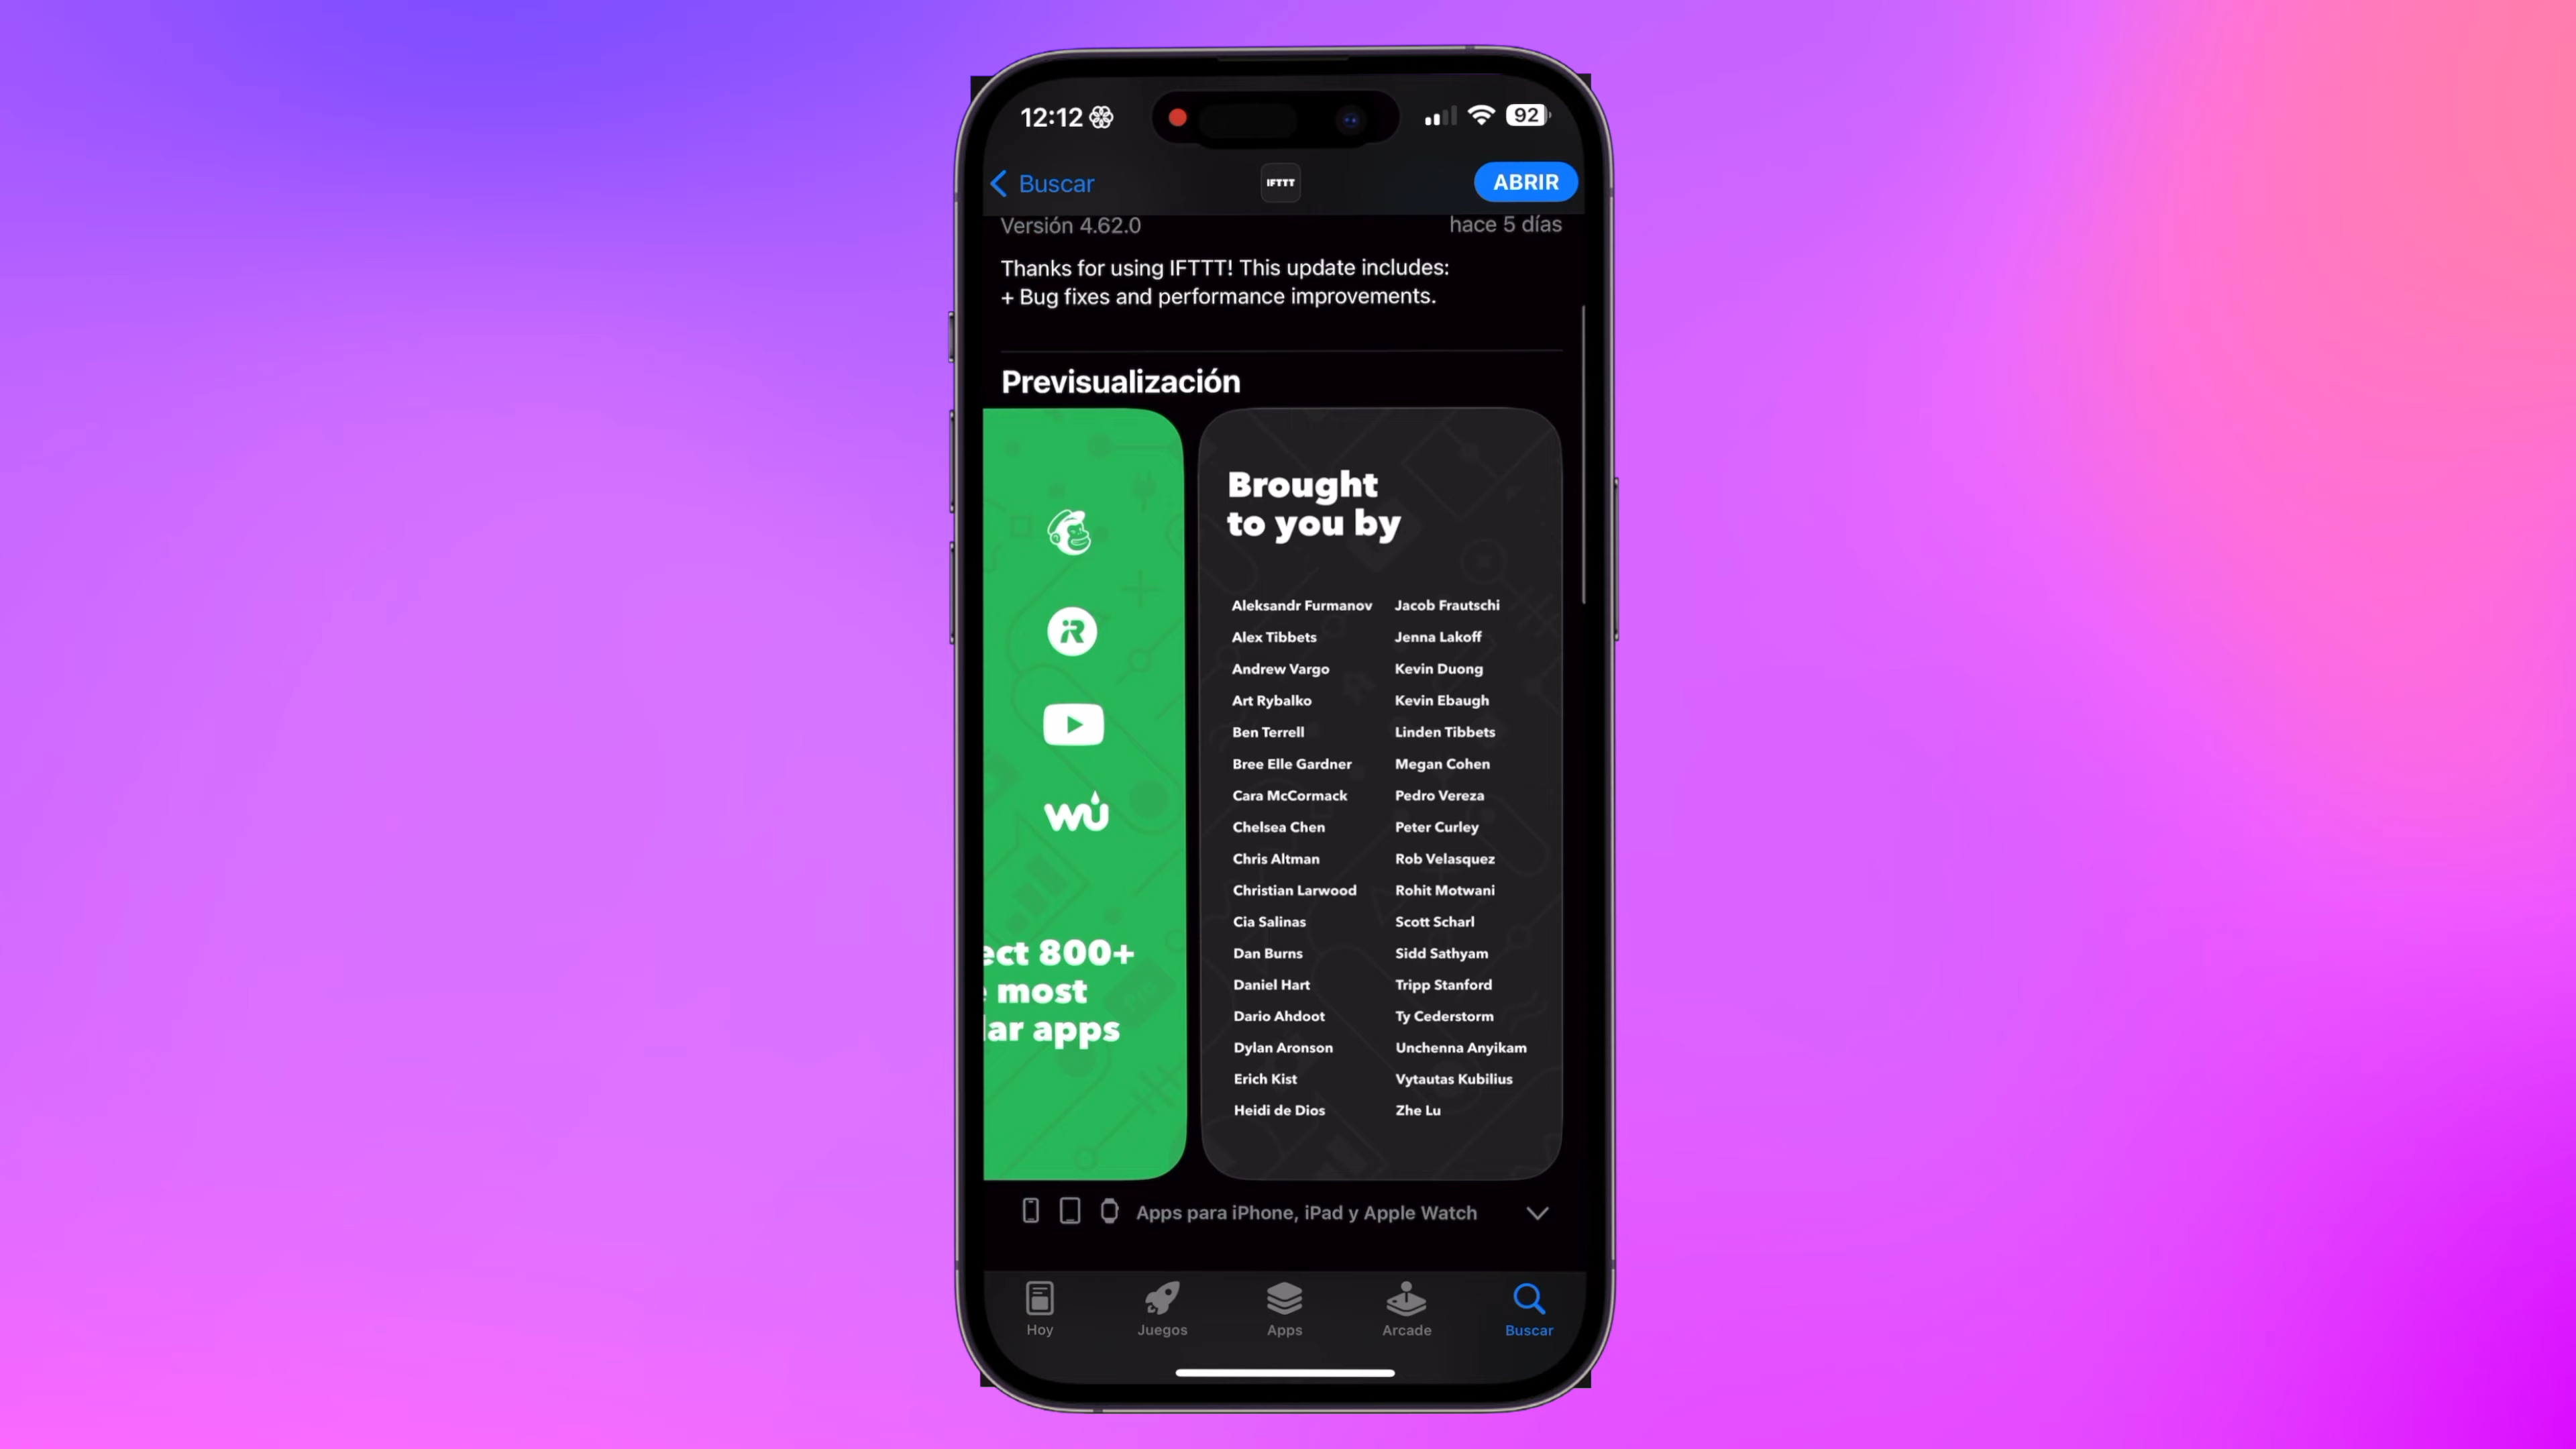 12:12
92
Buscar
IFTTT
ABRIR
Versión 4.62.0
hace 5 días
Thanks for using IFTTT! This update includes:
+ Bug fixes and performance improvements.
Previsualización
iR
wu
ect 800+
e most
lar apps
Brought
to you by
Aleksandr Furmanov
Alex Tibbets
Andrew Vargo
Art Rybalko
Ben Terrell
Bree Elle Gardner
Cara McCormack
Chelsea Chen
Chris Altman
Christian Larwood
Cia Salinas
Dan Burns
Daniel Hart
Dario Ahdoot
Dylan Aronson
Erich Kist
Heidi de Dios
Jacob Frautschi
Jenna Lakoff
Kevin Duong
Kevin Ebaugh
Linden Tibbets
Megan Cohen
Pedro Vereza
Peter Curley
Rob Velasquez
Rohit Motwani
Scott Scharl
Sidd Sathyam
Tripp Stanford
Ty Cederstorm
Unchenna Anyikam
Vytautas Kubilius
Zhe Lu
Apps para iPhone, iPad y Apple Watch
Hoy
Juegos
Apps
Arcade
Buscar